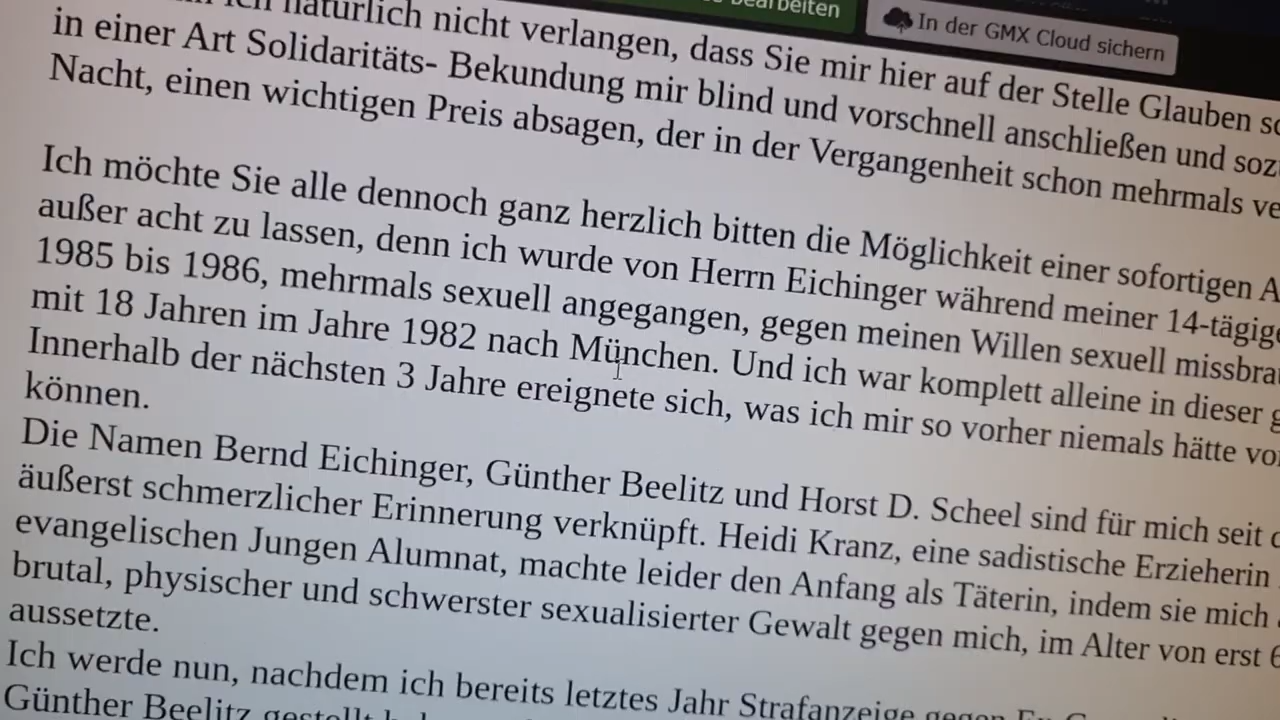 bearbeiten
In der GMX Cloud sichern
ich natürlich nicht verlangen, dass Sie mir hier auf der Stelle Glauben
in einer Art Solidaritäts- Bekundung mir blind und vorschnell anschließen und
Nacht, einen wichtigen Preis absagen, der in der Vergangenheit schon mehrmals
Ich möchte Sie alle dennoch ganz herzlich bitten die Möglichkeit einer sofortigen
außer acht zu lassen, denn ich wurde von Herrn Eichinger während meiner
1985 bis 1986, mehrmals sexuell angegangen, gegen meinen Willen sexuell
mit 18 Jahren im Jahre 1982 nach München. Und ich war komplett alleine in dieser
Innerhalb der nächsten 3 Jahre ereignete sich, was ich mir so vorher niemals hätte
können.
Die Namen Bernd Eichinger, Günther Beelitz und Horst D. Scheel sind für mich seit
äußerst schmerzlicher Erinnerung verknüpft. Heidi Kranz, eine sadistische Erzieherin
evangelischen Jungen Alumnat, machte leider den Anfang als Täterin, indem sie mich
brutal, physischer und schwerster sexualisierter Gewalt gegen mich, im Alter von erst 6
aussetzte.
Ich werde nun, nachdem ich bereits letztes Jahr Strafanzeige gegen
Günther Beelitz gestellt